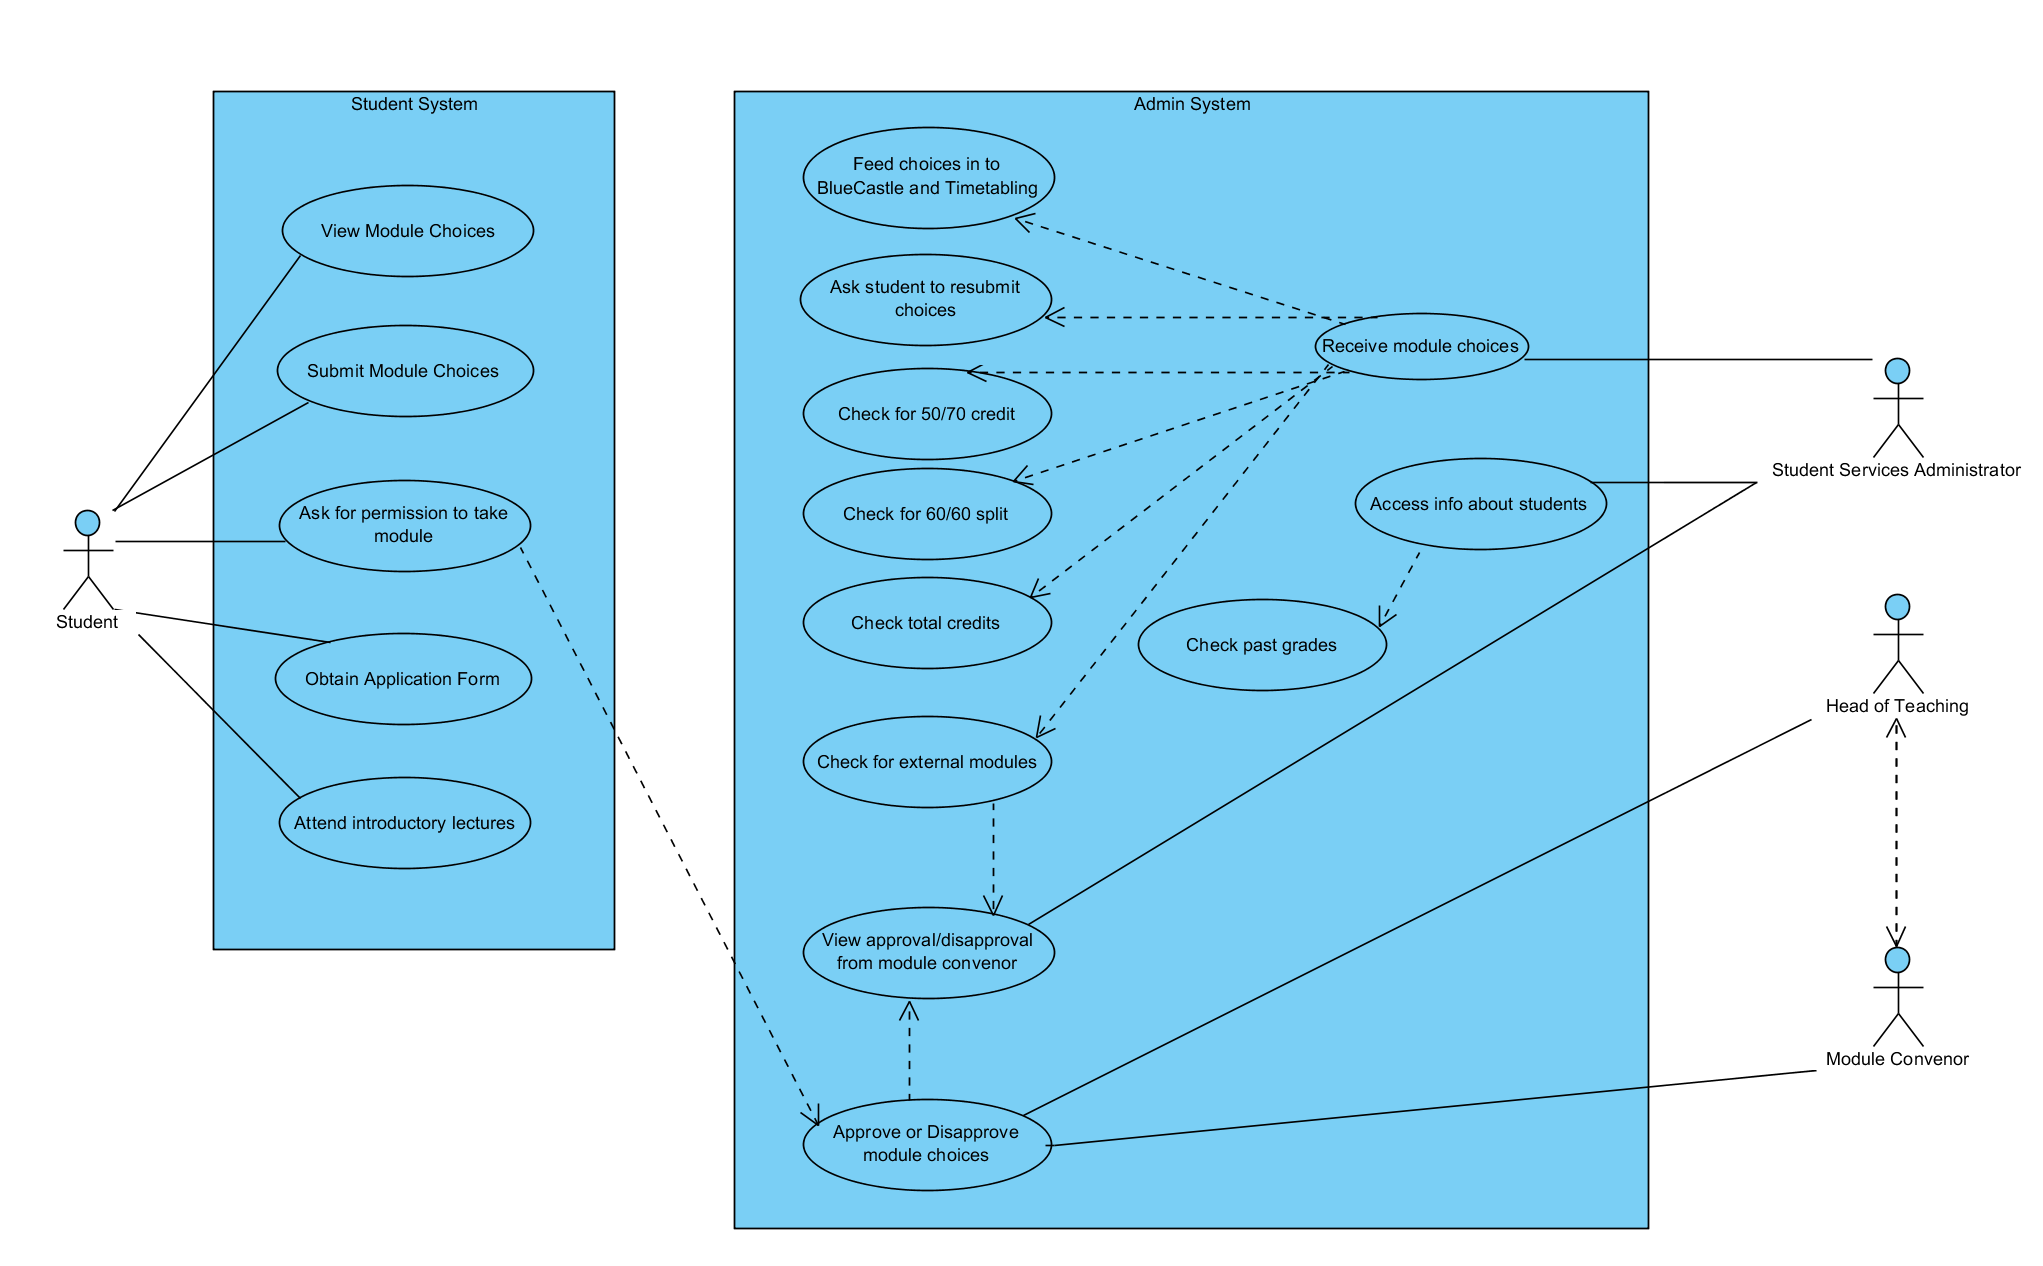 Student System
Admin System
View Module Choices
Submit Module Choices
Ask for permission to take
module
Obtain Application Form
Attend introductory lectures
Student
Feed choices in to
BlueCastle and Timetabling
Ask student to resubmit
choices
Check for 50/70 credit
Check for 60/60 split
Check total credits
Check for external modules
View approval/disapproval
from module convenor
Approve or Disapprove
module choices
Receive module choices
Access info about students
Check past grades
Student Services Administrator
Head of Teaching
Module Convenor